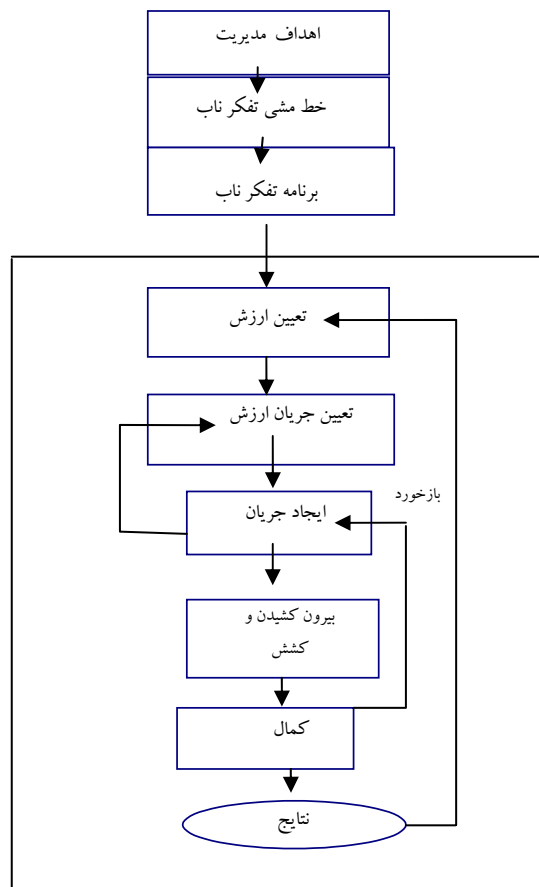 اهداف مدیریت
خط مشی تفکر ناب
برنامه تفکر ناب
تعیین ارزش
تعیین جریان ارزش
بازخورد
ایجاد جریان
بیرون کشیدن و
کشش
کمال
نتایج